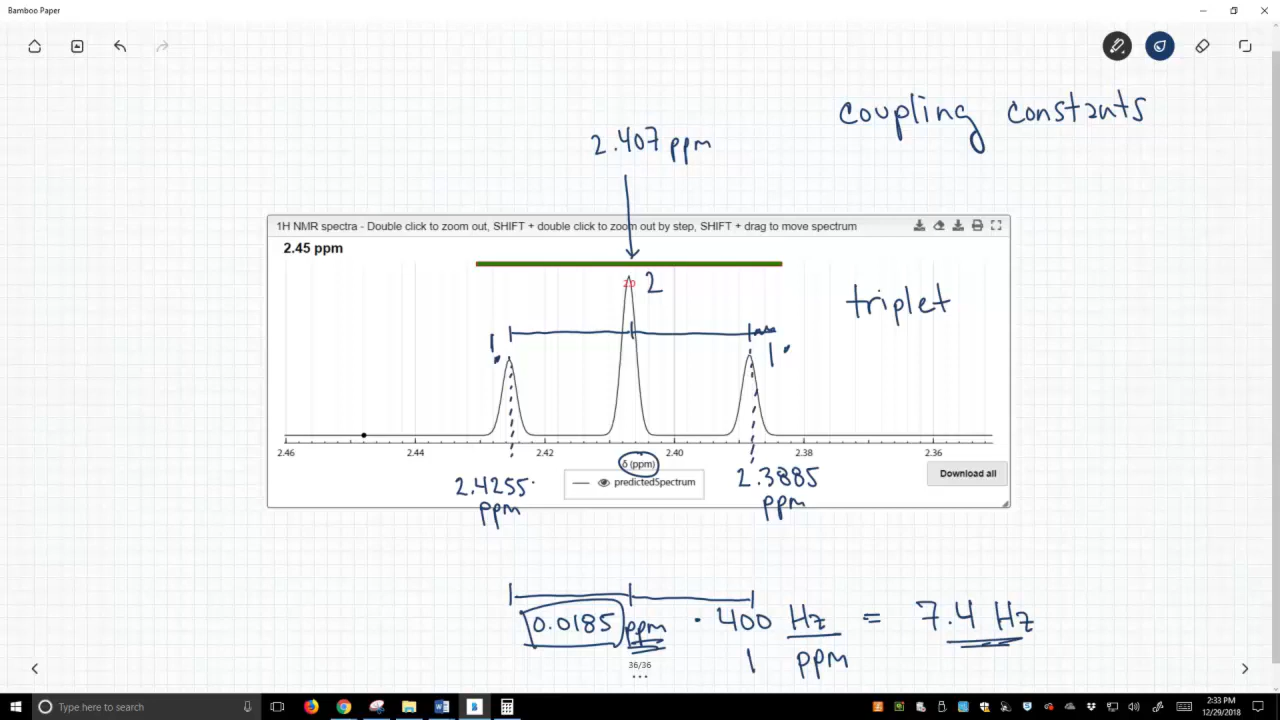 Bamboo Paper
coupling constants
2.407 ppm
1H NMR spectra - Double click to zoom out, SHIFT + double click to zoom out by step, SHIFT + drag to move spectrum
2.45 ppm
2.0
2
triplet
1
1
2.46 2.44 2.42 2.40 2.38 2.36
δ (ppm)
predictedSpectrum
Download all
2.4255
ppm
2.3885
ppm
0.0185 ppm · 400 Hz = 7.4 Hz
1 ppm
36/36
Type here to search
2:33 PM
12/29/2018